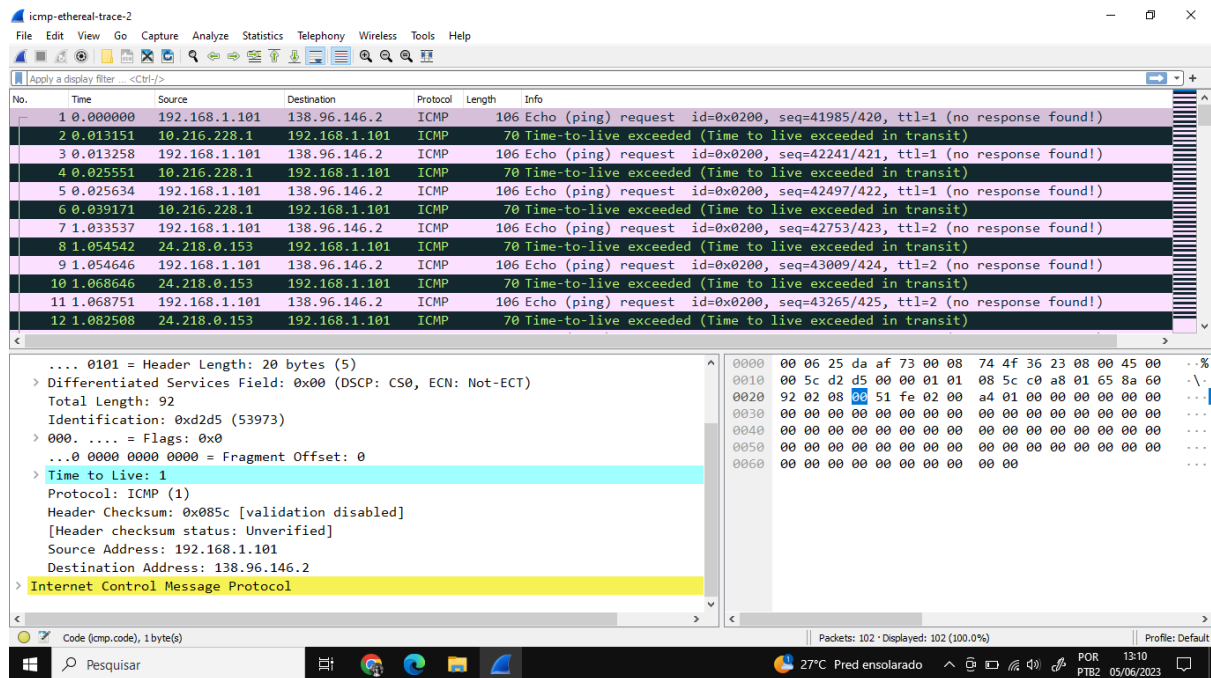 icmp-ethereal-trace-2
File Edit View Go Capture Analyze Statistics Telephony Wireless Tools Help
Apply a display filter ... <Ctrl-/>
No. Time Source Destination Protocol Length Info
1 0.000000 192.168.1.101 138.96.146.2 ICMP 106 Echo (ping) request id=0x0200, seq=41985/420, ttl=1 (no response found!)
2 0.013151 10.216.228.1 192.168.1.101 ICMP 70 Time-to-live exceeded (Time to live exceeded in transit)
3 0.013258 192.168.1.101 138.96.146.2 ICMP 106 Echo (ping) request id=0x0200, seq=42241/421, ttl=1 (no response found!)
4 0.025551 10.216.228.1 192.168.1.101 ICMP 70 Time-to-live exceeded (Time to live exceeded in transit)
5 0.025634 192.168.1.101 138.96.146.2 ICMP 106 Echo (ping) request id=0x0200, seq=42497/422, ttl=1 (no response found!)
6 0.039171 10.216.228.1 192.168.1.101 ICMP 70 Time-to-live exceeded (Time to live exceeded in transit)
7 1.033537 192.168.1.101 138.96.146.2 ICMP 106 Echo (ping) request id=0x0200, seq=42753/423, ttl=2 (no response found!)
8 1.054542 24.218.0.153 192.168.1.101 ICMP 70 Time-to-live exceeded (Time to live exceeded in transit)
9 1.054646 192.168.1.101 138.96.146.2 ICMP 106 Echo (ping) request id=0x0200, seq=43009/424, ttl=2 (no response found!)
10 1.068646 24.218.0.153 192.168.1.101 ICMP 70 Time-to-live exceeded (Time to live exceeded in transit)
11 1.068751 192.168.1.101 138.96.146.2 ICMP 106 Echo (ping) request id=0x0200, seq=43265/425, ttl=2 (no response found!)
12 1.082508 24.218.0.153 192.168.1.101 ICMP 70 Time-to-live exceeded (Time to live exceeded in transit)
.... 0101 = Header Length: 20 bytes (5)
Differentiated Services Field: 0x00 (DSCP: CS0, ECN: Not-ECT)
Total Length: 92
Identification: 0xd2d5 (53973)
000. .... = Flags: 0x0
...0 0000 0000 0000 = Fragment Offset: 0
Time to Live: 1
Protocol: ICMP (1)
Header Checksum: 0x085c [validation disabled]
[Header checksum status: Unverified]
Source Address: 192.168.1.101
Destination Address: 138.96.146.2
Internet Control Message Protocol
0000 00 06 25 da af 73 00 08 74 4f 36 23 08 00 45 00 ··%
0010 00 5c d2 d5 00 00 01 01 08 5c c0 a8 01 65 8a 60 ·\·
0020 92 02 08 00 51 fe 02 00 a4 01 00 00 00 00 00 00 ···
0030 00 00 00 00 00 00 00 00 00 00 00 00 00 00 00 00 ···
0040 00 00 00 00 00 00 00 00 00 00 00 00 00 00 00 00 ···
0050 00 00 00 00 00 00 00 00 00 00 00 00 00 00 00 00 ···
0060 00 00 00 00 00 00 00 00 00 00 ···
Code (icmp.code), 1 byte(s)
Packets: 102 · Displayed: 102 (100.0%)
Profile: Default
Pesquisar
27°C Pred ensolarado
POR
PTB2
13:10
05/06/2023